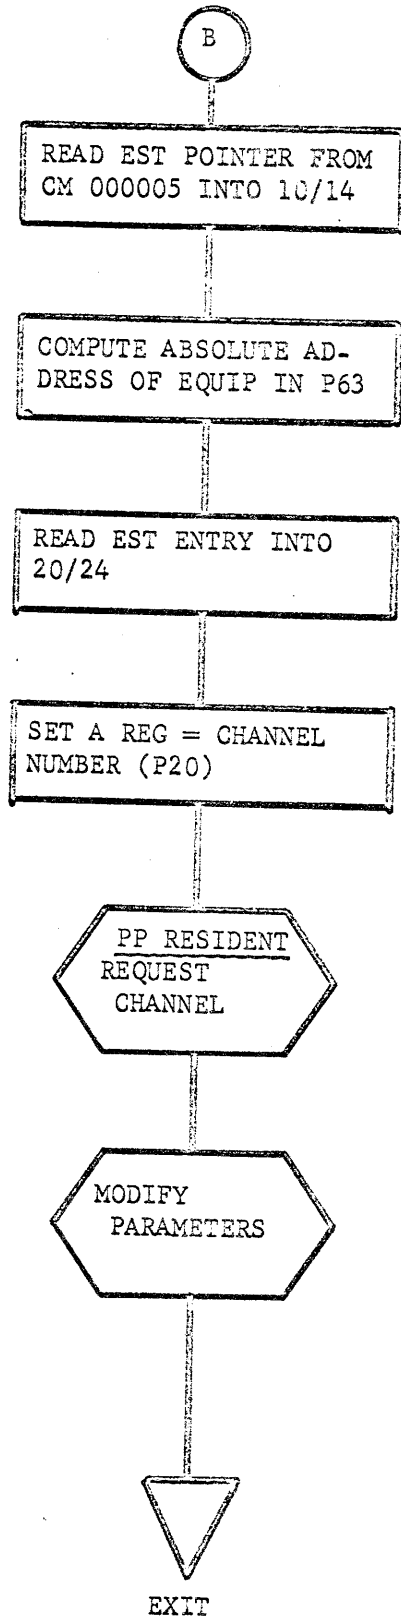 B
READ EST POINTER FROM
CM 000005 INTO 10/14
COMPUTE ABSOLUTE AD-
DRESS OF EQUIP IN P63
READ EST ENTRY INTO
20/24
SET A REG = CHANNEL
NUMBER (P20)
PP RESIDENT
REQUEST
CHANNEL
MODIFY
PARAMETERS
EXIT